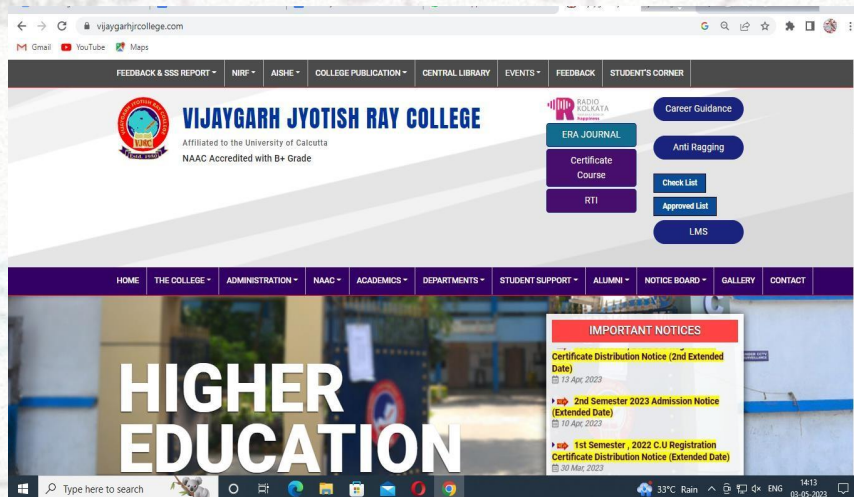 vijaygarhjrcollege.com
Gmail YouTube Maps
FEEDBACK & SSS REPORT NIRF AISHE COLLEGE PUBLICATION CENTRAL LIBRARY EVENTS FEEDBACK STUDENT'S CORNER
VIJAYGARH JYOTISH RAY COLLEGE
Affiliated to the University of Calcutta
NAAC Accredited with B+ Grade
VJRC
RADIO
KOLKATA
ERA JOURNAL
Certificate
Course
RTI
Career Guidance
Anti Ragging
Check List
Approved List
LMS
HOME THE COLLEGE ADMINISTRATION NAAC ACADEMICS DEPARTMENTS STUDENT SUPPORT ALUMNI NOTICE BOARD GALLERY CONTACT
HIGHER
EDUCATION
IMPORTANT NOTICES
Certificate Distribution Notice (2nd Extended
Date)
13 Apr, 2023
2nd Semester 2023 Admission Notice
(Extended Date)
10 Apr, 2023
1st Semester , 2022 C.U Registration
Certificate Distribution Notice (Extended Date)
30 Mar, 2023
Type here to search
33°C Rain
ENG
14:13
03-05-2023